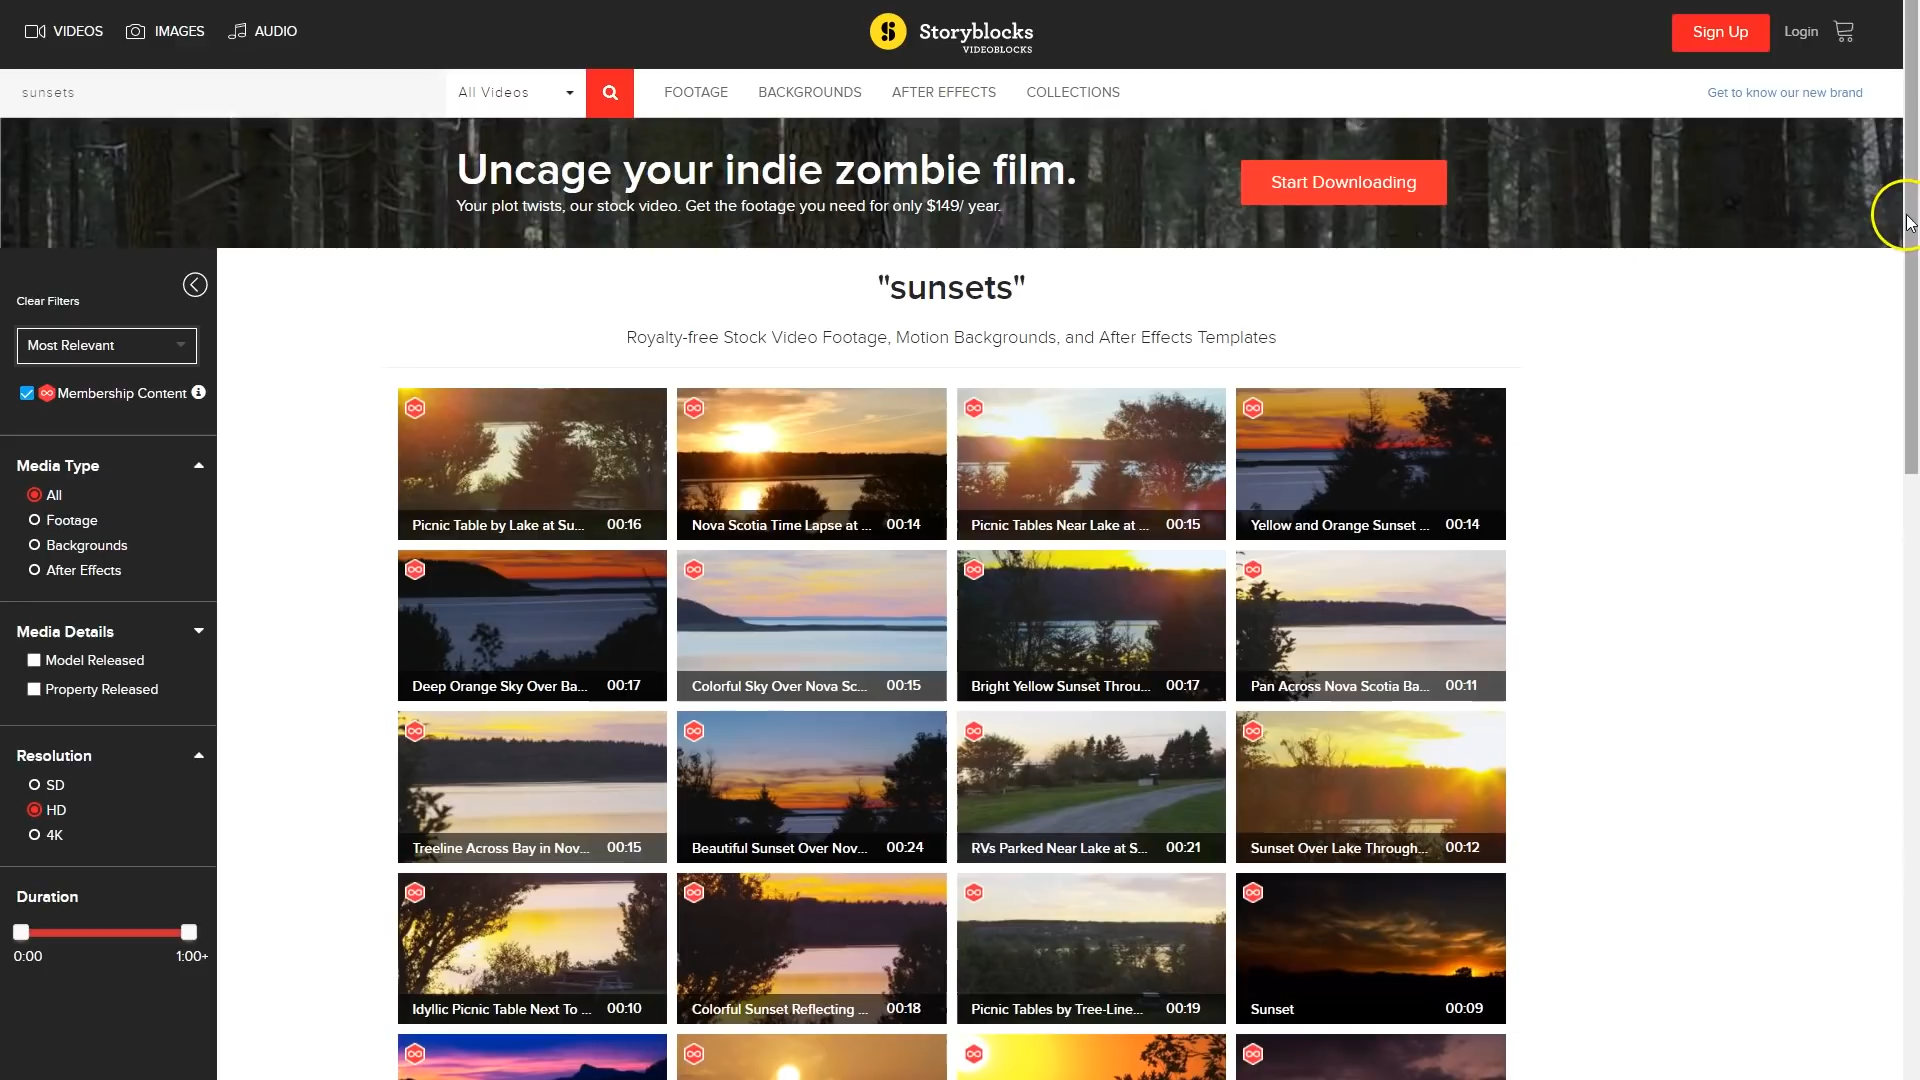 VIDEOS IMAGES AUDIO
Storyblocks
VIDEOBLOCKS
Sign Up Login
sunsets All Videos FOOTAGE BACKGROUNDS AFTER EFFECTS COLLECTIONS Get to know our new brand
Uncage your indie zombie film.
Your plot twists, our stock video. Get the footage you need for only $149/ year.
Start Downloading
Clear Filters
Most Relevant
Membership Content
Media Type
All
Footage
Backgrounds
After Effects
Media Details
Model Released
Property Released
Resolution
SD
HD
4K
Duration
0:00 1:00+
"sunsets"
Royalty-free Stock Video Footage, Motion Backgrounds, and After Effects Templates
Picnic Table by Lake at Su... 00:16
Nova Scotia Time Lapse at ... 00:14
Picnic Tables Near Lake at ... 00:15
Yellow and Orange Sunset ... 00:14
Deep Orange Sky Over Ba... 00:17
Colorful Sky Over Nova Sc... 00:15
Bright Yellow Sunset Throu... 00:17
Pan Across Nova Scotia Ba... 00:11
Treeline Across Bay in Nov... 00:15
Beautiful Sunset Over Nov... 00:24
RVs Parked Near Lake at S... 00:21
Sunset Over Lake Through... 00:12
Idyllic Picnic Table Next To ... 00:10
Colorful Sunset Reflecting ... 00:18
Picnic Tables by Tree-Line... 00:19
Sunset 00:09